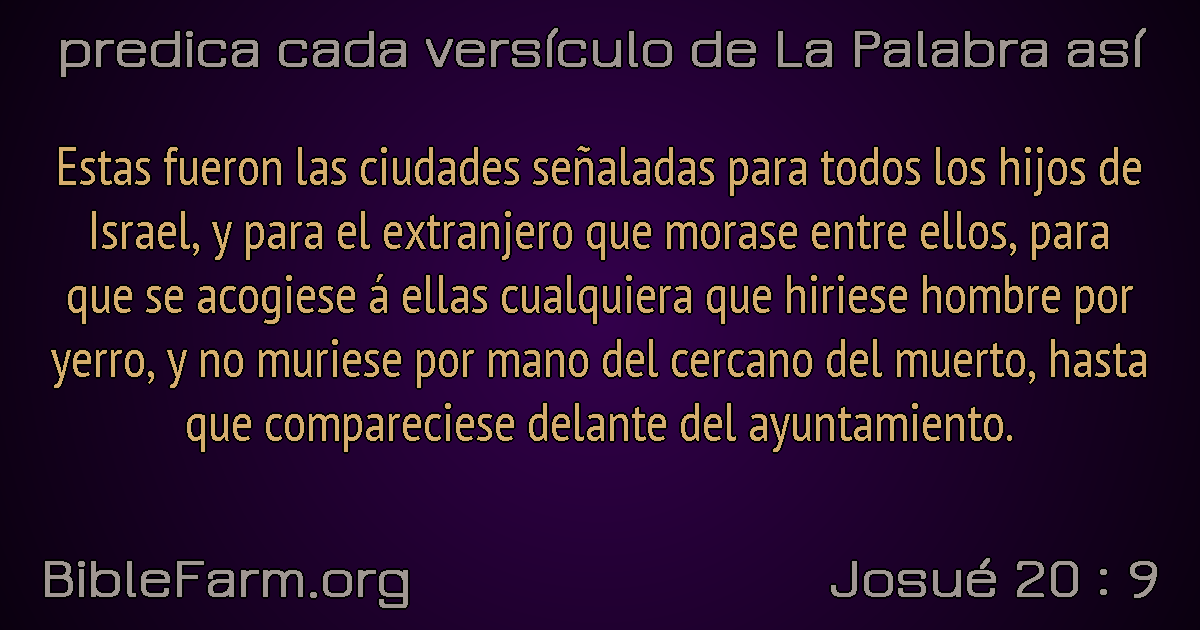 predica cada versículo de La Palabra así
Estas fueron las ciudades señaladas para todos los hijos de
Israel, y para el extranjero que morase entre ellos, para
que se acogiese á ellas cualquiera que hiriese hombre por
yerro, y no muriese por mano del cercano del muerto, hasta
que compareciese delante del ayuntamiento.
BibleFarm.org
Josué 20 : 9